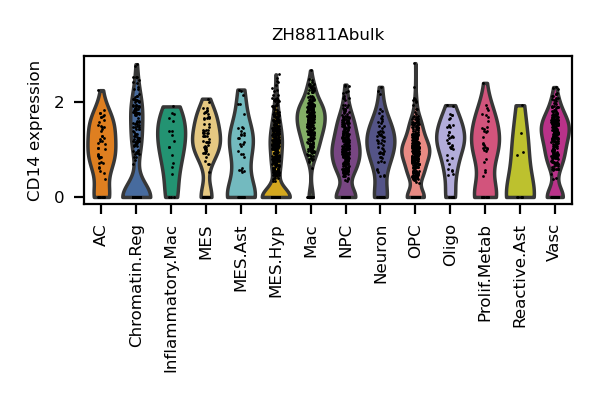 ZH8811Abulk
CD14 expression
2
0
AC
Chromatin.Reg
Inflammatory.Mac
MES
MES.Ast
MES.Hyp
Mac
NPC
Neuron
OPC
Oligo
Prolif.Metab
Reactive.Ast
Vasc